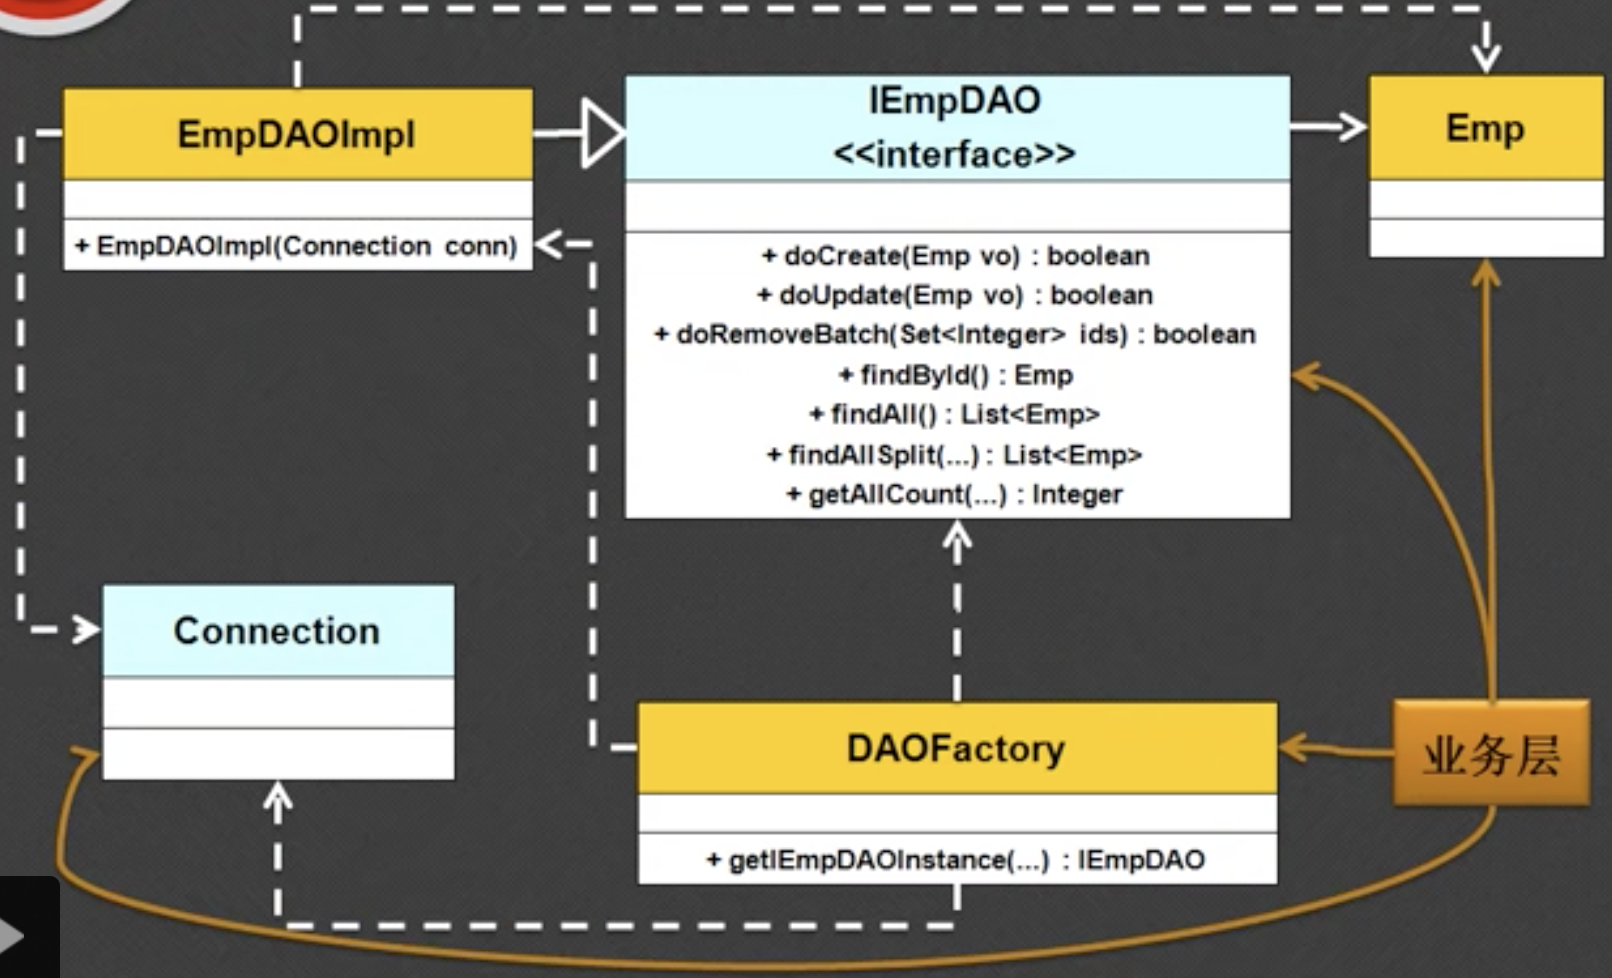 EmpDAOImpl
+ EmpDAOImpl(Connection conn)
IEmpDAO
<<interface>>
+ doCreate(Emp vo) : boolean
+ doUpdate(Emp vo) : boolean
+ doRemoveBatch(Set<Integer> ids) : boolean
+ findById() : Emp
+ findAll() : List<Emp>
+ findAllSplit(...) : List<Emp>
+ getAllCount(...) : Integer
Emp
Connection
DAOFactory
+ getIEmpDAOInstance(...) : IEmpDAO
业务层